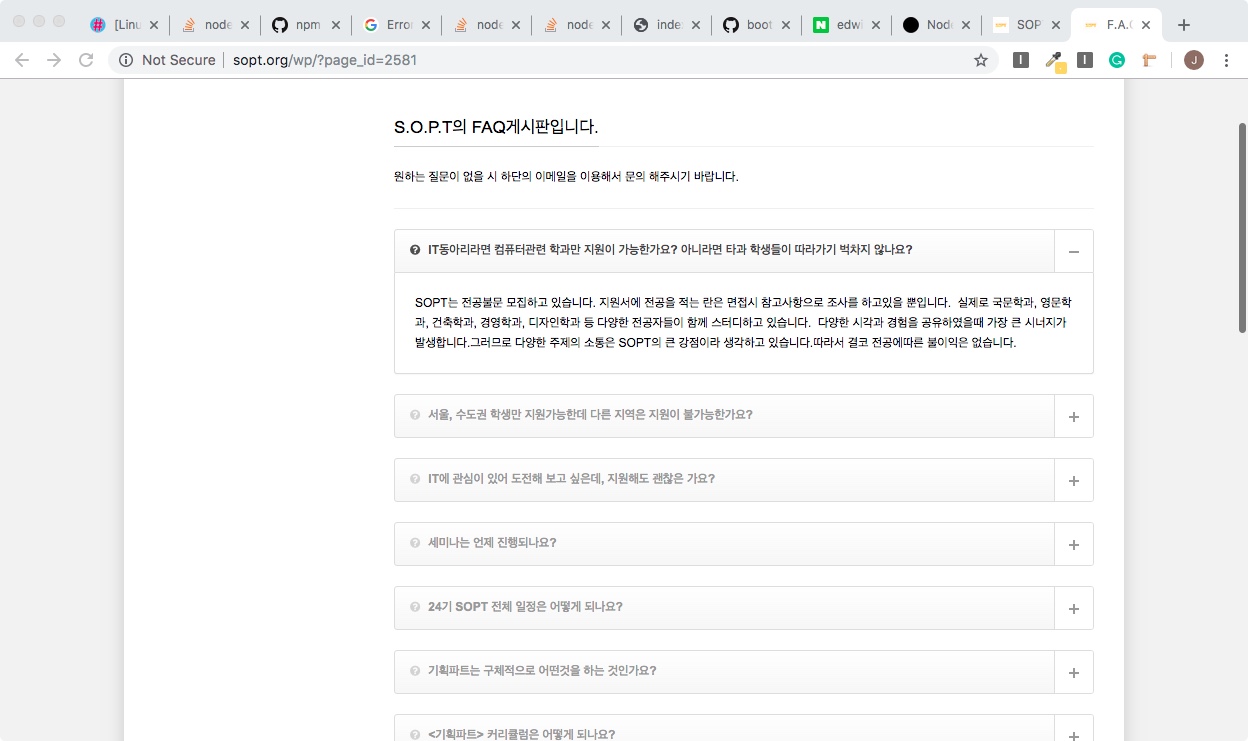 [Linu
node
npm
Erro
node
node
inde
boot
edwi
Node
SOP
F.A.
Not Secure
sopt.org/wp/?page_id=2581
J
S.O.P.T의 FAQ게시판입니다.
원하는 질문이 없을 시 하단의 이메일을 이용해서 문의 해주시기 바랍니다.
IT동아리라면 컴퓨터관련 학과만 지원이 가능한가요? 아니라면 타과 학생들이 따라가기 벅차지 않나요?
SOPT는 전공불문 모집하고 있습니다. 지원서에 전공을 적는 란은 면접시 참고사항으로 조사를 하고있을 뿐입니다.  실제로 국문학과, 영문학
과, 건축학과, 경영학과, 디자인학과 등 다양한 전공자들이 함께 스터디하고 있습니다.  다양한 시각과 경험을 공유하였을때 가장 큰 시너지가
발생합니다.그러므로 다양한 주제의 소통은 SOPT의 큰 강점이라 생각하고 있습니다.따라서 결코 전공에따른 불이익은 없습니다.
서울, 수도권 학생만 지원가능한데 다른 지역은 지원이 불가능한가요?
IT에 관심이 있어 도전해 보고 싶은데, 지원해도 괜찮은 가요?
세미나는 언제 진행되나요?
24기 SOPT 전체 일정은 어떻게 되나요?
기획파트는 구체적으로 어떤것을 하는 것인가요?
<기획파트> 커리큘럼은 어떻게 되나요?